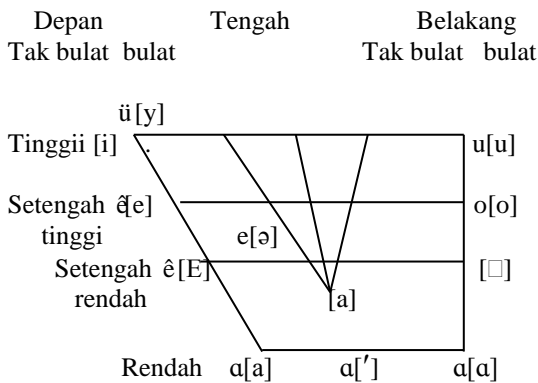 Depan Tengah Belakang
Tak bulat bulat Tak bulat bulat
ü[y]
Tinggii [i] . u[u]
Setengah ê[e] o[o]
tinggi e[ə]
Setengah ê[E] [□]
rendah [a]
Rendah ɑ[a] ɑ[′] ɑ[ɑ]